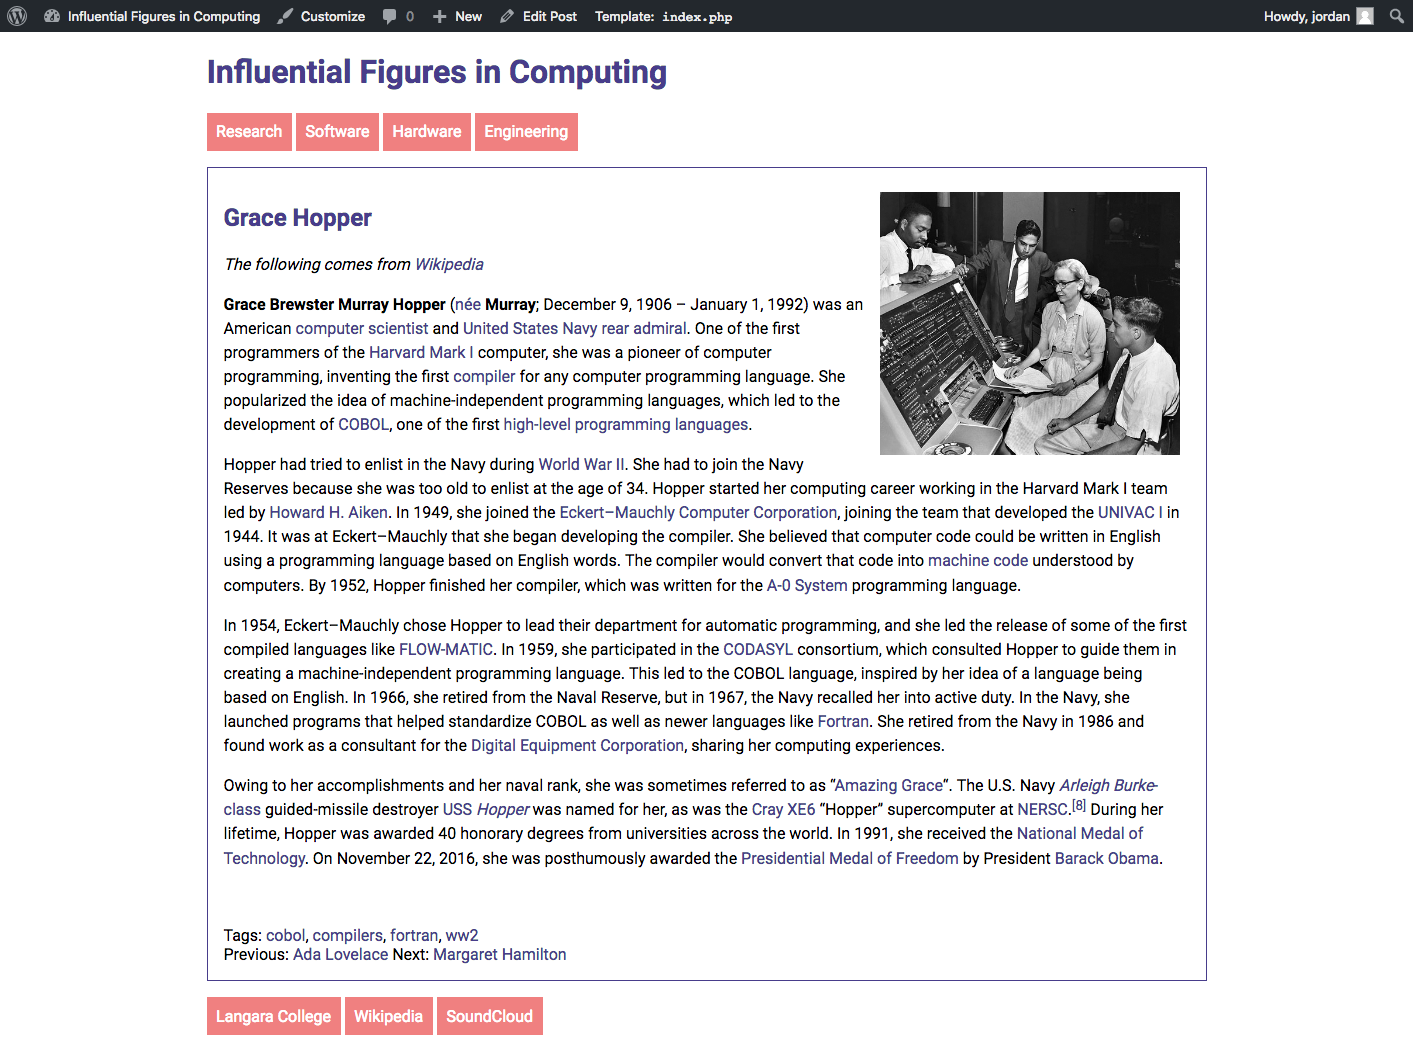 Influential Figures in Computing Customize 0 New Edit Post Template: index.php Howdy, jordan
Influential Figures in Computing
Research Software Hardware Engineering
Grace Hopper
The following comes from Wikipedia
Grace Brewster Murray Hopper (née Murray; December 9, 1906 – January 1, 1992) was an
American computer scientist and United States Navy rear admiral. One of the first
programmers of the Harvard Mark I computer, she was a pioneer of computer
programming, inventing the first compiler for any computer programming language. She
popularized the idea of machine-independent programming languages, which led to the
development of COBOL, one of the first high-level programming languages.
Hopper had tried to enlist in the Navy during World War II. She had to join the Navy
Reserves because she was too old to enlist at the age of 34. Hopper started her computing career working in the Harvard Mark I team
led by Howard H. Aiken. In 1949, she joined the Eckert–Mauchly Computer Corporation, joining the team that developed the UNIVAC I in
1944. It was at Eckert–Mauchly that she began developing the compiler. She believed that computer code could be written in English
using a programming language based on English words. The compiler would convert that code into machine code understood by
computers. By 1952, Hopper finished her compiler, which was written for the A-0 System programming language.
In 1954, Eckert–Mauchly chose Hopper to lead their department for automatic programming, and she led the release of some of the first
compiled languages like FLOW-MATIC. In 1959, she participated in the CODASYL consortium, which consulted Hopper to guide them in
creating a machine-independent programming language. This led to the COBOL language, inspired by her idea of a language being
based on English. In 1966, she retired from the Naval Reserve, but in 1967, the Navy recalled her into active duty. In the Navy, she
launched programs that helped standardize COBOL as well as newer languages like Fortran. She retired from the Navy in 1986 and
found work as a consultant for the Digital Equipment Corporation, sharing her computing experiences.
Owing to her accomplishments and her naval rank, she was sometimes referred to as “Amazing Grace“. The U.S. Navy Arleigh Burke-
class guided-missile destroyer USS Hopper was named for her, as was the Cray XE6 “Hopper” supercomputer at NERSC.[8] During her
lifetime, Hopper was awarded 40 honorary degrees from universities across the world. In 1991, she received the National Medal of
Technology. On November 22, 2016, she was posthumously awarded the Presidential Medal of Freedom by President Barack Obama.
Tags: cobol, compilers, fortran, ww2
Previous: Ada Lovelace Next: Margaret Hamilton
Langara College Wikipedia SoundCloud